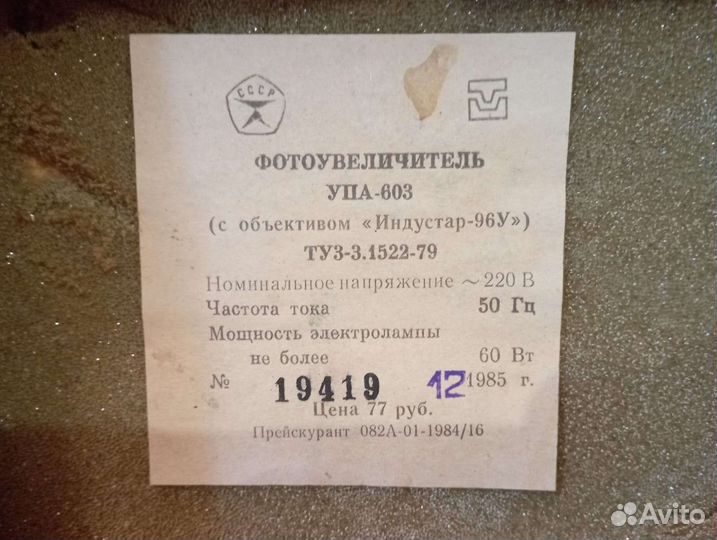 СССР
ФОТОУВЕЛИЧИТЕЛЬ
УПА-603
(с объективом «Индустар-96У»)
ТУ3-3.1522-79
Номинальное напряжение ~ 220 В
Частота тока 50 Гц
Мощность электролампы
не более 60 Вт
№ 19419 12 1985 г.
Цена 77 руб.
Прейскурант 082А-01-1984/16
Avito